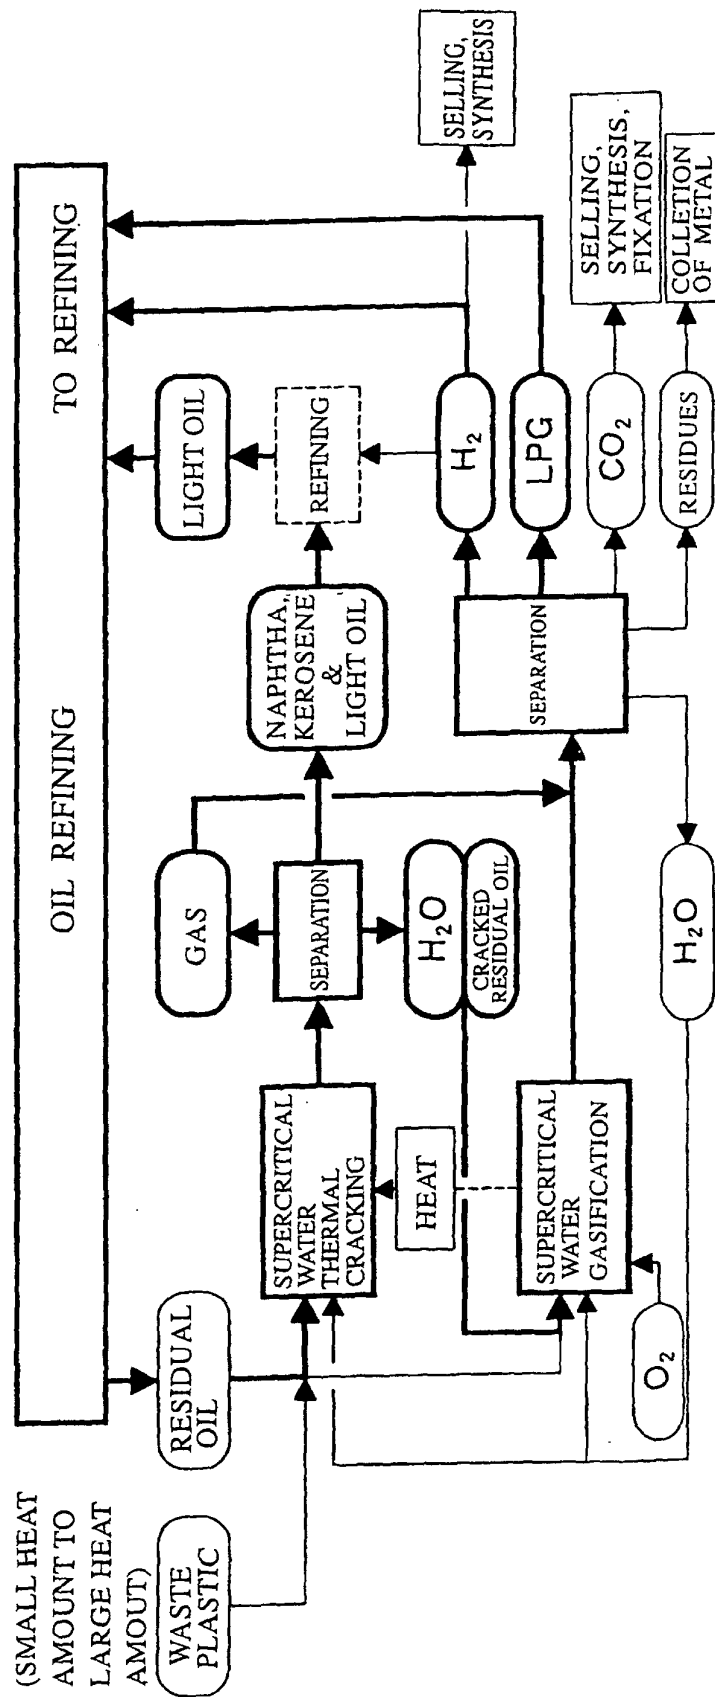 (SMALL HEAT
AMOUNT TO
LARGE HEAT
AMOUT)
OIL REFINING
TO REFINING
WASTE
PLASTIC
RESIDUAL
OIL
GAS
LIGHT OIL
SUPERCRITICAL
WATER
THERMAL
CRACKING
SEPARATION
NAPHTHA,
KEROSENE
&
LIGHT OIL
REFINING
HEAT
H₂O
CRACKED
RESIDUAL OIL
H₂
SELLING,
SYNTHESIS
LPG
SUPERCRITICAL
WATER
GASIFICATION
SEPARATION
CO₂
SELLING,
SYNTHESIS,
FIXATION
O₂
H₂O
RESIDUES
COLLETION
OF METAL